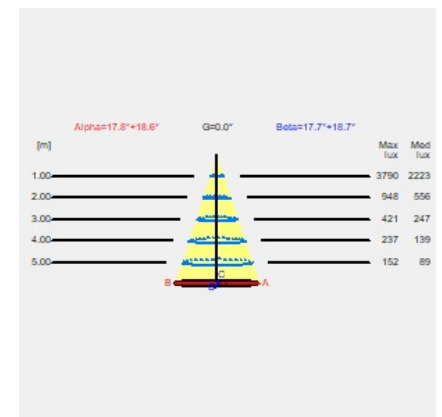 Alpha=17.8°+18.6° G=0.0° Beta=17.7°+18.7°
[m] Max Med
lux lux
1.00 3790 2223
2.00 948 556
3.00 421 247
4.00 237 139
5.00 152 89
C
B D A